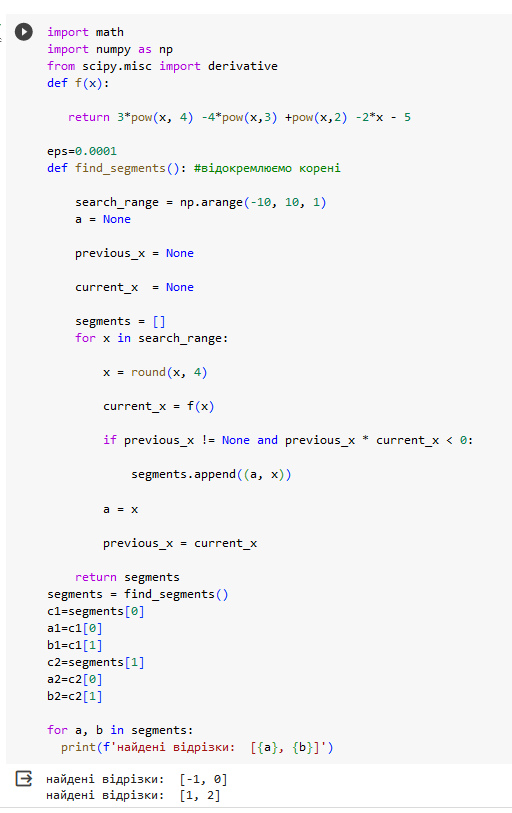 import math
import numpy as np
from scipy.misc import derivative
def f(x):
return 3*pow(x, 4) -4*pow(x,3) +pow(x,2) -2*x - 5
eps=0.0001
def find_segments(): #відокремлюємо корені
search_range = np.arange(-10, 10, 1)
a = None
previous_x = None
current_x  = None
segments = []
for x in search_range:
x = round(x, 4)
current_x = f(x)
if previous_x != None and previous_x * current_x < 0:
segments.append((a, x))
a = x
previous_x = current_x
return segments
segments = find_segments()
c1=segments[0]
a1=c1[0]
b1=c1[1]
c2=segments[1]
a2=c2[0]
b2=c2[1]
for a, b in segments:
print(f'найдені відрізки:  [{a}, {b}]')
найдені відрізки:  [-1, 0]
найдені відрізки:  [1, 2]